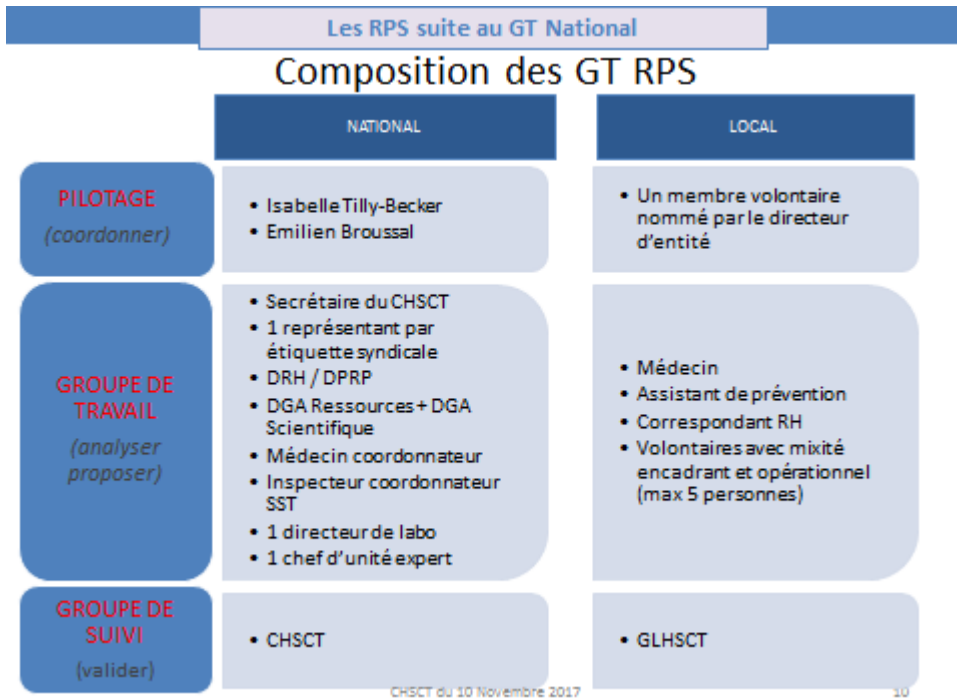 Les RPS suite au GT National
Composition des GT RPS
NATIONAL
LOCAL
PILOTAGE
(coordonner)
• Isabelle Tilly-Becker
• Emilien Broussal
• Un membre volontaire
nommé par le directeur
d'entité
GROUPE DE
TRAVAIL
(analyser
proposer)
• Secrétaire du CHSCT
• 1 représentant par
étiquette syndicale
• DRH / DPRP
• DGA Ressources + DGA
Scientifique
• Médecin coordonnateur
• Inspecteur coordonnateur
SST
• 1 directeur de labo
• 1 chef d'unité expert
• Médecin
• Assistant de prévention
• Correspondant RH
• Volontaires avec mixité
encadrant et opérationnel
(max 5 personnes)
GROUPE DE
SUIVI
(valider)
• CHSCT
• GLHSCT
CHSCT du 10 Novembre 2017
10